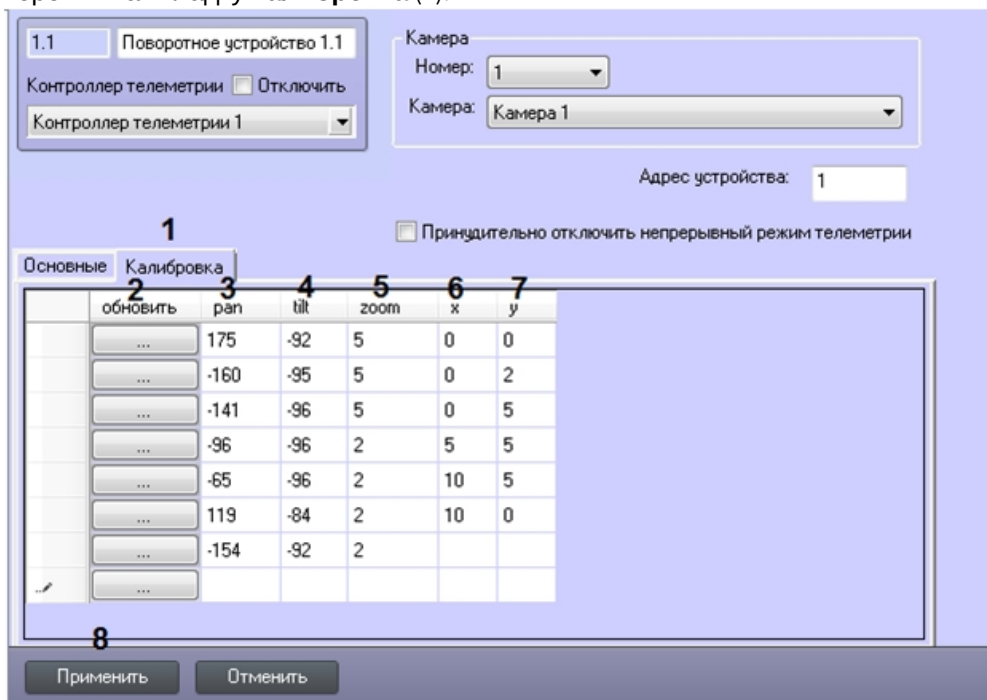 1.1 Поворотное устройство 1.1
Контроллер телеметрии Отключить
Контроллер телеметрии 1
Камера
Номер: 1
Камера: Камера 1
Адрес устройства: 1
Принудительно отключить непрерывный режим телеметрии
1
Основные Калибровка
2 3 4 5 6 7
обновить pan tilt zoom x y
... 175 -92 5 0 0
... -160 -95 5 0 2
... -141 -96 5 0 5
... -96 -96 2 5 5
... -65 -96 2 10 5
... 119 -84 2 10 0
... -154 -92 2
...
8
Применить Отменить